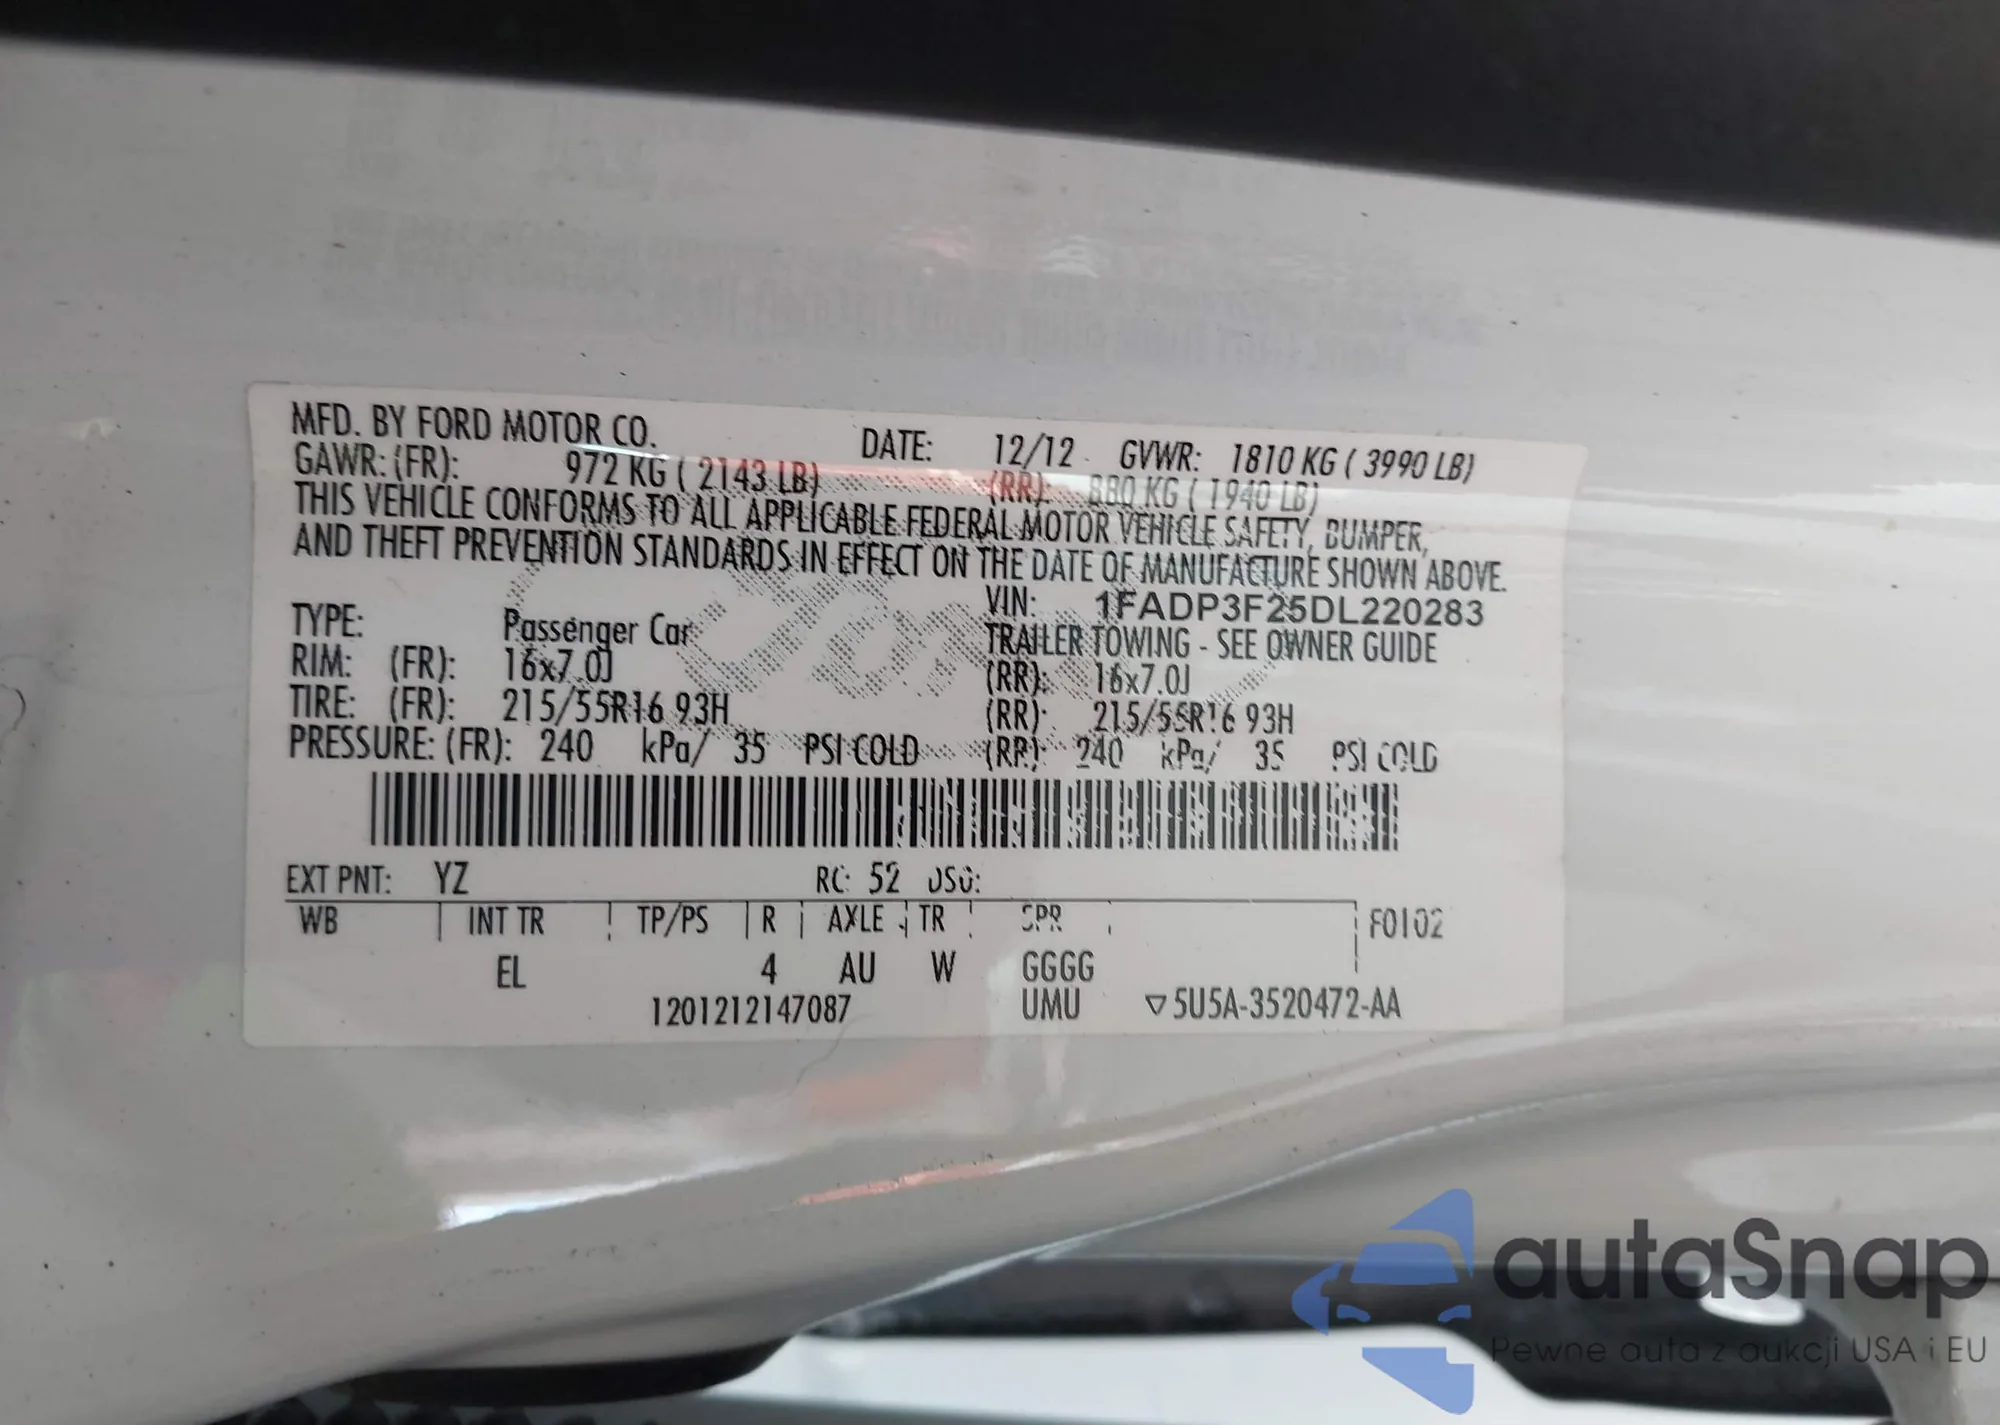 MFD. BY FORD MOTOR CO. DATE: 12/12 GVWR: 1810 KG ( 3990 LB)
GAWR: (FR): 972 KG ( 2143 LB) (RR): 880 KG ( 1940 LB)
THIS VEHICLE CONFORMS TO ALL APPLICABLE FEDERAL MOTOR VEHICLE SAFETY, BUMPER,
AND THEFT PREVENTION STANDARDS IN EFFECT ON THE DATE OF MANUFACTURE SHOWN ABOVE.
VIN: 1FADP3F25DL220283
TYPE: Passenger Car TRAILER TOWING - SEE OWNER GUIDE
RIM: (FR): 16x7.0J (RR): 16x7.0J
TIRE: (FR): 215/55R16 93H (RR): 215/55R16 93H
PRESSURE: (FR): 240 kPa/ 35 PSI COLD (RR): 240 kPa/ 35 PSI COLD
EXT PNT: YZ RC: 52 DSO:
WB INT TR TP/PS R AXLE TR SPR F0102
EL 4 AU W GGGG
1201212147087 UMU ▽5U5A-3520472-AA
Ford
autaSnap
Pewne auta z aukcji USA i EU